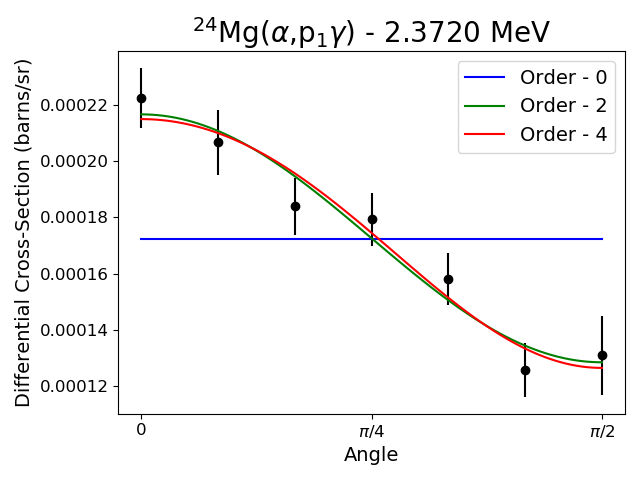 ²⁴Mg(α,p₁γ) - 2.3720 MeV
Differential Cross-Section (barns/sr)
0.00022
0.00020
0.00018
0.00016
0.00014
0.00012
Order - 0
Order - 2
Order - 4
0
π/4
π/2
Angle